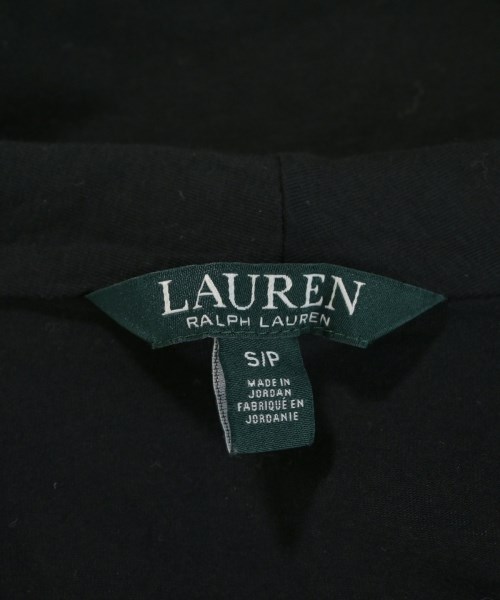 LAUREN
RALPH LAUREN
S/P
MADE IN
JORDAN
FABRIQUÉ EN
JORDANIE